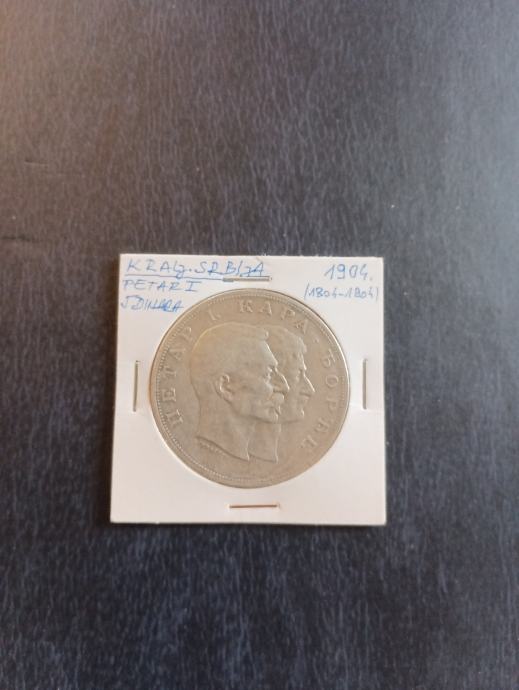 KRALJ. SRBIJA 1904.
PETAR I (1804-1904)
5 DINARA
ПЕТАР I. КАРА-ЂОРЂЕ